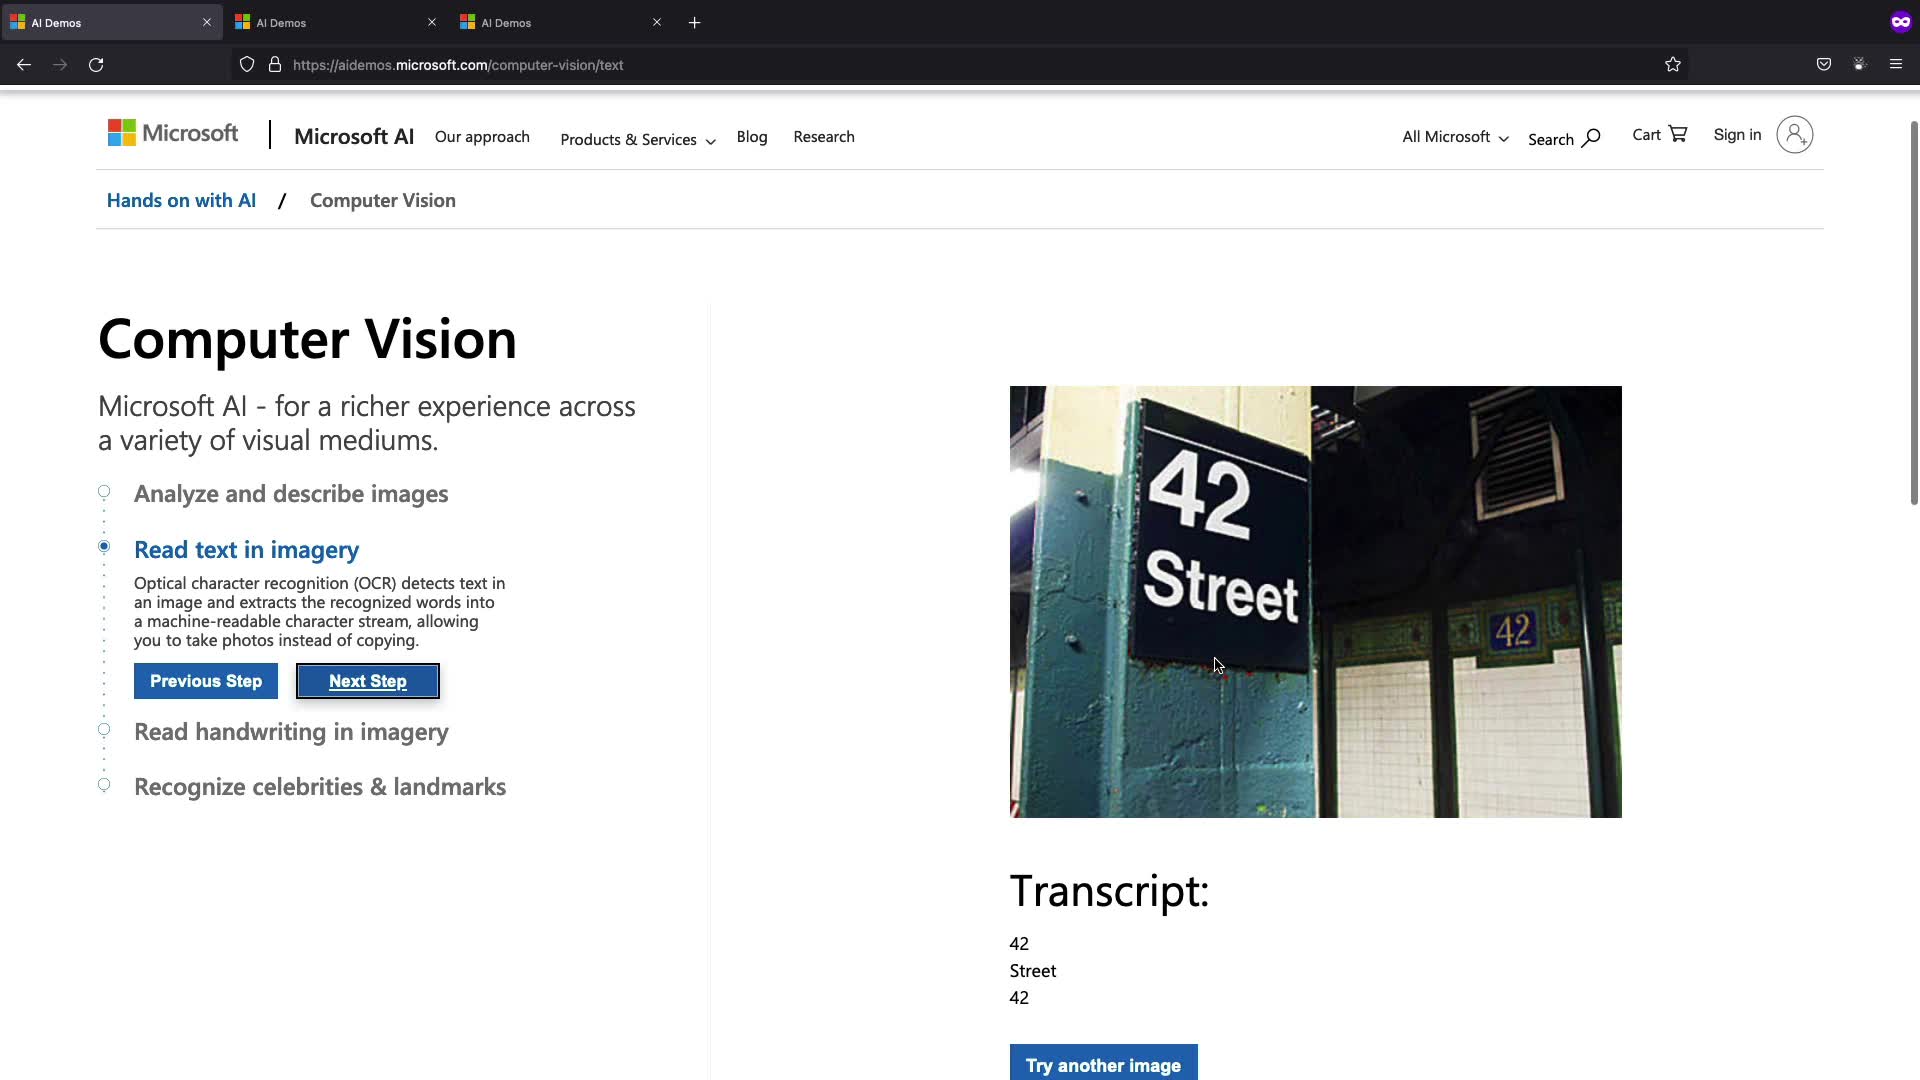 AI Demos
AI Demos
AI Demos
https://aidemos.microsoft.com/computer-vision/text
Microsoft
Microsoft AI
Our approach
Products & Services
Blog
Research
All Microsoft
Search
Cart
Sign in
Hands on with AI / Computer Vision
Computer Vision
Microsoft AI - for a richer experience across
a variety of visual mediums.
Analyze and describe images
Read text in imagery
Optical character recognition (OCR) detects text in
an image and extracts the recognized words into
a machine-readable character stream, allowing
you to take photos instead of copying.
Previous Step
Next Step
Read handwriting in imagery
Recognize celebrities & landmarks
42
Street
42
Transcript:
42
Street
42
Try another image